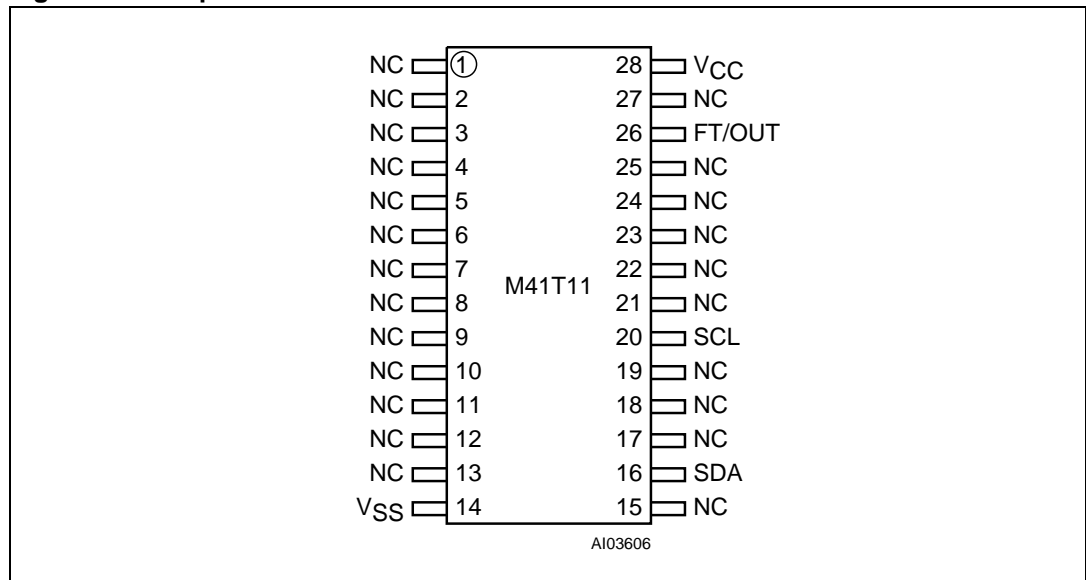 NC 1 28 VCC
NC 2 27 NC
NC 3 26 FT/OUT
NC 4 25 NC
NC 5 24 NC
NC 6 23 NC
NC 7 22 NC
M41T11
NC 8 21 NC
NC 9 20 SCL
NC 10 19 NC
NC 11 18 NC
NC 12 17 NC
NC 13 16 SDA
VSS 14 15 NC
AI03606